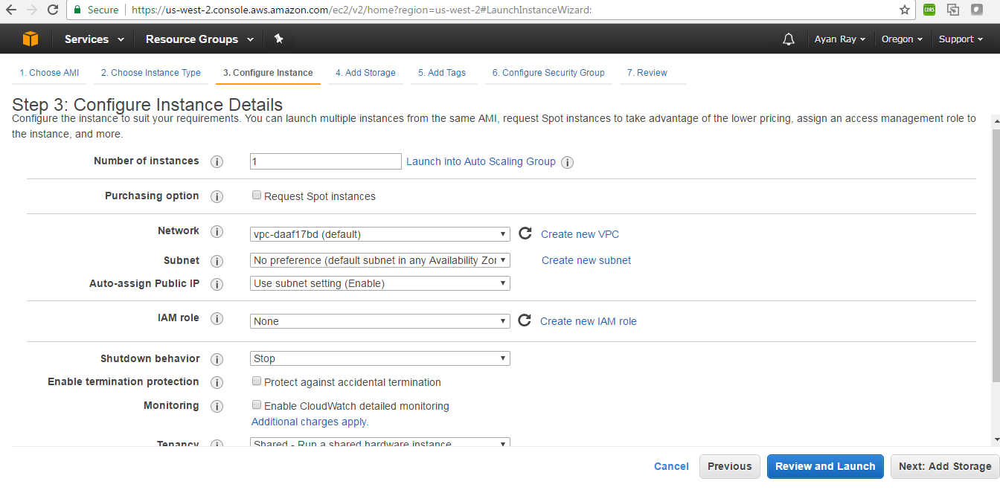 Secure https://us-west-2.console.aws.amazon.com/ec2/v2/home?region=us-west-2#LaunchInstanceWizard: CORS
Services Resource Groups Ayan Ray Oregon Support
1. Choose AMI 2. Choose Instance Type 3. Configure Instance 4. Add Storage 5. Add Tags 6. Configure Security Group 7. Review
Step 3: Configure Instance Details
Configure the instance to suit your requirements. You can launch multiple instances from the same AMI, request Spot instances to take advantage of the lower pricing, assign an access management role to
the instance, and more.
Number of instances i 1 Launch into Auto Scaling Group i
Purchasing option i Request Spot instances
Network i vpc-daaf17bd (default) Create new VPC
Subnet i No preference (default subnet in any Availability Zor Create new subnet
Auto-assign Public IP i Use subnet setting (Enable)
IAM role i None Create new IAM role
Shutdown behavior i Stop
Enable termination protection i Protect against accidental termination
Monitoring i Enable CloudWatch detailed monitoring
Additional charges apply.
Tenancy i Shared - Run a shared hardware instance
Cancel Previous Review and Launch Next: Add Storage